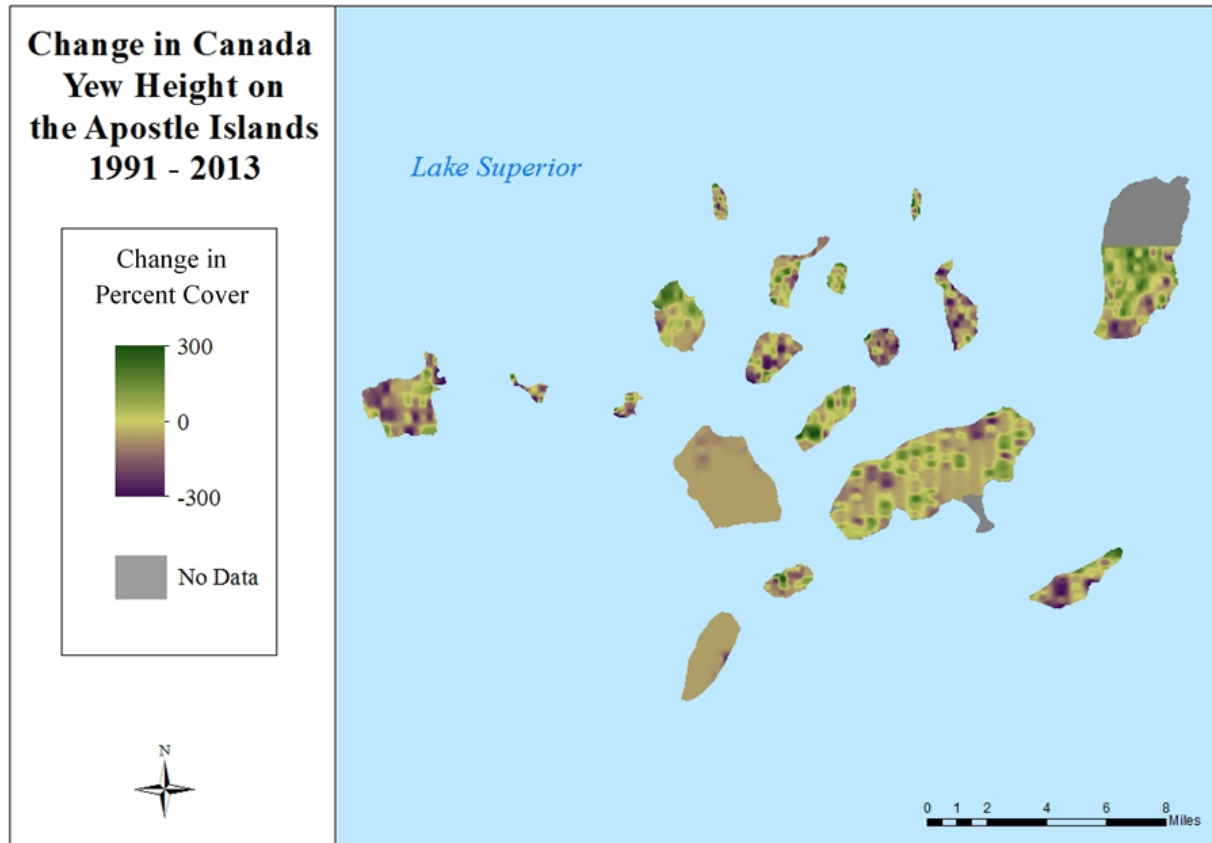 Change in Canada
Yew Height on
the Apostle Islands
1991 - 2013
Change in
Percent Cover
300
0
-300
No Data
N
Lake Superior
0 1 2 4 6 8
Miles